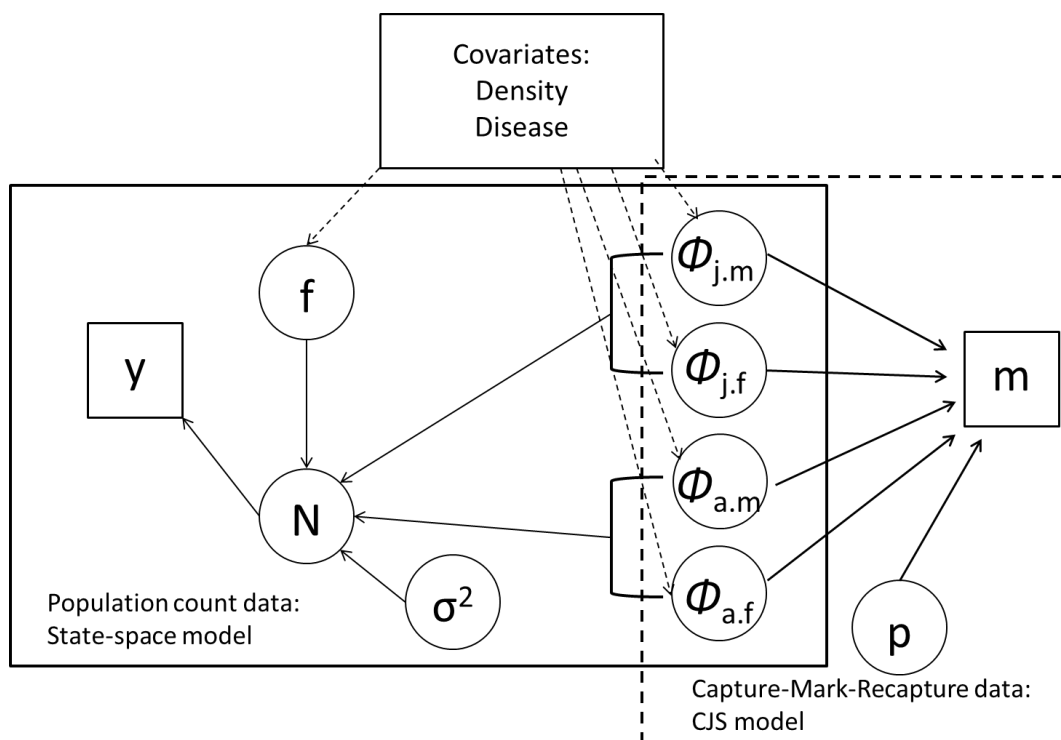 Covariates:
Density
Disease
f
y
N
σ²
Φj.m
Φj.f
Φa.m
Φa.f
m
p
Population count data:
State-space model
Capture-Mark-Recapture data:
CJS model